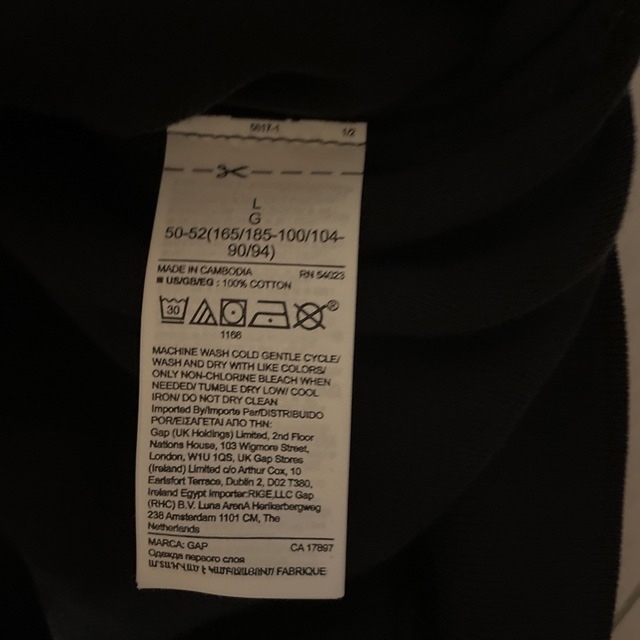 1/2
L
G
50-52(165/185-100/104-
90/94)
MADE IN CAMBODIA RN 54023
US/GB/EG : 100% COTTON
30
1166
MACHINE WASH COLD GENTLE CYCLE/
WASH AND DRY WITH LIKE COLORS/
ONLY NON-CHLORINE BLEACH WHEN
NEEDED/ TUMBLE DRY LOW/ COOL
IRON/ DO NOT DRY CLEAN
Imported By/Importe Par/DISTRIBUIDO
POR/ΕΙΣΑΓΕΤΑΙ ΑΠΟ ΤΗΝ:
Gap (UK Holdings) Limited, 2nd Floor
Nations House, 103 Wigmore Street,
London, W1U 1QS, UK Gap Stores
(Ireland) Limited c/o Arthur Cox, 10
Earlsfort Terrace, Dublin 2, D02 T380,
Ireland Egypt Importer:RIGE,LLC Gap
(RHC) B.V. Luna ArenA Herikerbergweg
238 Amsterdam 1101 CM, The
Netherlands
MARCA: GAP CA 17897
Одежда первого слоя
FABRIQUE